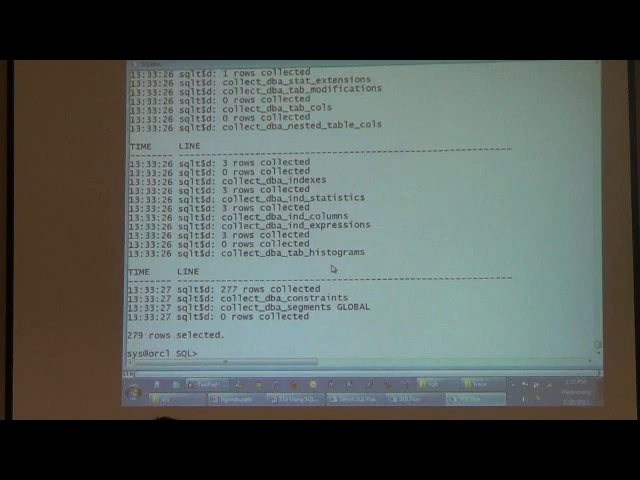 13:33:26 sqlt$d: 1 rows collected
13:33:26 sqlt$d: collect_dba_stat_extensions
13:33:26 sqlt$d: collect_dba_tab_modifications
13:33:26 sqlt$d: 0 rows collected
13:33:26 sqlt$d: collect_dba_tab_cols
13:33:26 sqlt$d: 0 rows collected
13:33:26 sqlt$d: collect_dba_nested_table_cols
TIME LINE
13:33:26 sqlt$d: 3 rows collected
13:33:26 sqlt$d: 0 rows collected
13:33:26 sqlt$d: collect_dba_indexes
13:33:26 sqlt$d: 3 rows collected
13:33:26 sqlt$d: collect_dba_ind_statistics
13:33:26 sqlt$d: 3 rows collected
13:33:26 sqlt$d: collect_dba_ind_columns
13:33:26 sqlt$d: collect_dba_ind_expressions
13:33:26 sqlt$d: 3 rows collected
13:33:26 sqlt$d: 0 rows collected
13:33:26 sqlt$d: collect_dba_tab_histograms
TIME LINE
13:33:27 sqlt$d: 277 rows collected
13:33:27 sqlt$d: collect_dba_constraints
13:33:27 sqlt$d: collect_dba_segments GLOBAL
13:33:27 sqlt$d: 0 rows collected
279 rows selected.
sys@orcl SQL>